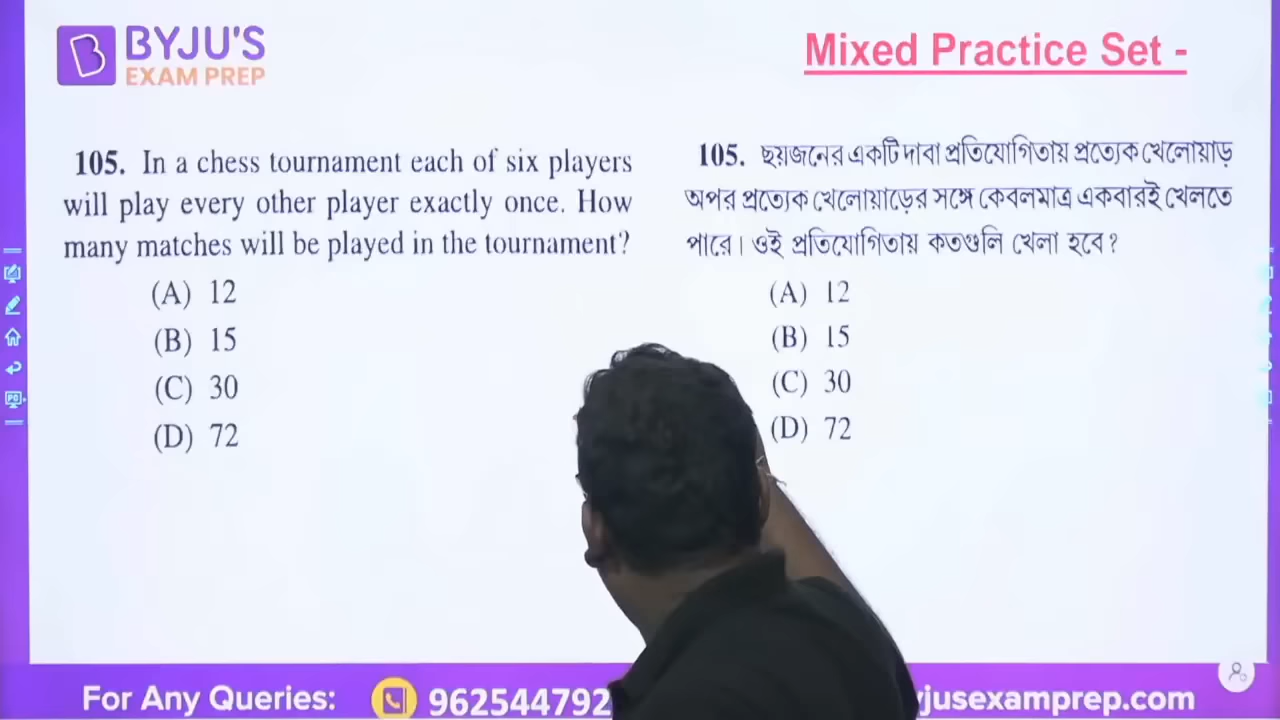 BYJU'S
EXAM PREP
Mixed Practice Set -
105. In a chess tournament each of six players
will play every other player exactly once. How
many matches will be played in the tournament?
(A) 12
(B) 15
(C) 30
(D) 72
105. ছয়জনের একটি দাবা প্রতিযোগিতায় প্রত্যেক খেলোয়াড়
অপর প্রত্যেক খেলোয়াড়ের সঙ্গে কেবলমাত্র একবারই খেলতে
পারে। ওই প্রতিযোগিতায় কতগুলি খেলা হবে?
(A) 12
(B) 15
(C) 30
(D) 72
For Any Queries: 962544792 yjusexamprep.com